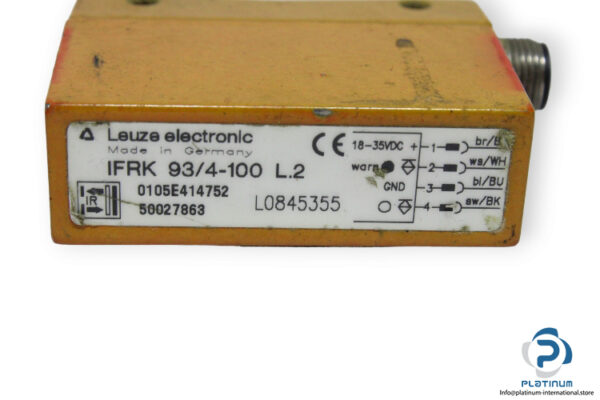 Leuze electronic
Made in Germany
IFRK 93/4-100 L.2
0105E414752
50027863
IR
L0845355
CE
18-35VDC + 1 br/B
warn 2 ws/WH
GND 3 bl/BU
4 sw/BK
PLATINUM
Info@platinum-international.store